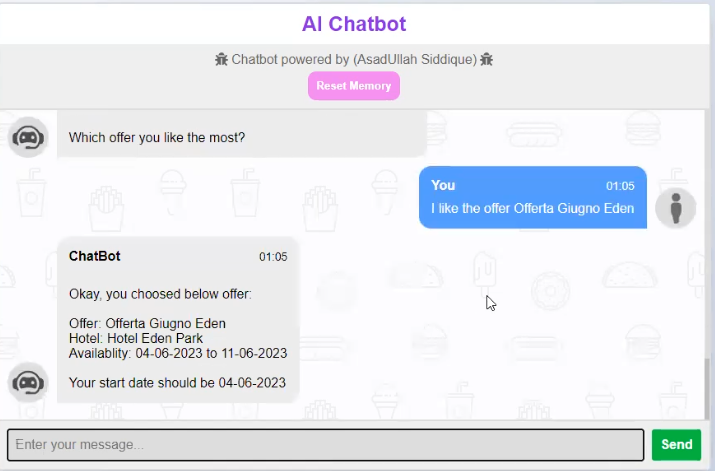 AI Chatbot
Chatbot powered by (AsadUllah Siddique)
Reset Memory
Which offer you like the most?
You 01:05
I like the offer Offerta Giugno Eden
ChatBot 01:05
Okay, you choosed below offer:
Offer: Offerta Giugno Eden
Hotel: Hotel Eden Park
Availablity: 04-06-2023 to 11-06-2023
Your start date should be 04-06-2023
Enter your message...
Send